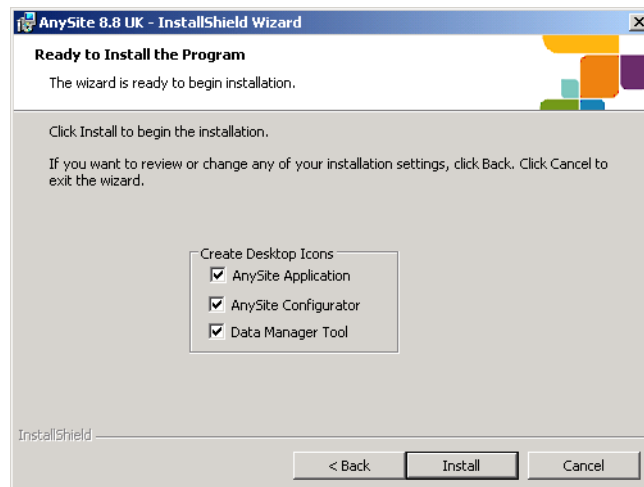 AnySite 8.8 UK - InstallShield Wizard
Ready to Install the Program
The wizard is ready to begin installation.
Click Install to begin the installation.
If you want to review or change any of your installation settings, click Back. Click Cancel to
exit the wizard.
Create Desktop Icons
AnySite Application
AnySite Configurator
Data Manager Tool
InstallShield
< Back
Install
Cancel